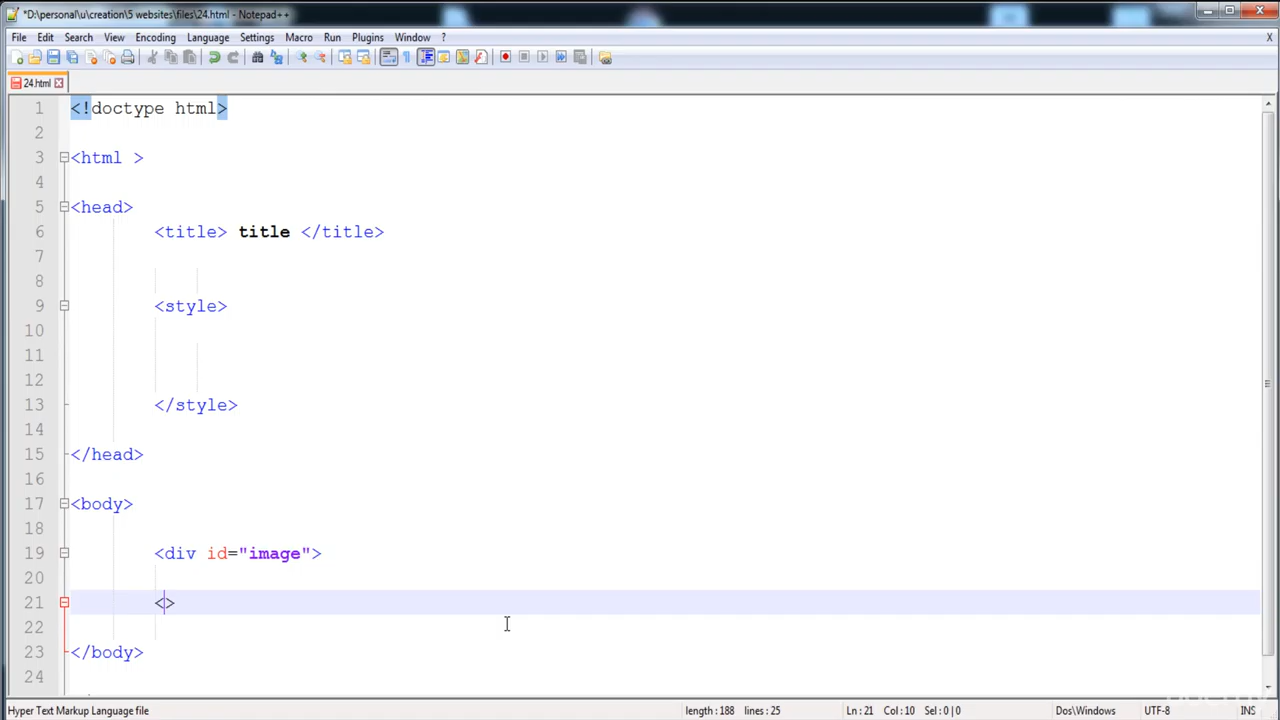 *D:\personal\u\creation\5 websites\files\24.html - Notepad++
File Edit Search View Encoding Language Settings Macro Run Plugins Window ? X
24.html
1 <!doctype html>
2
3 <html >
4
5 <head>
6 <title> title </title>
7
8
9 <style>
10
11
12
13 </style>
14
15 </head>
16
17 <body>
18
19 <div id="image">
20
21 <>
22
23 </body>
24
Hyper Text Markup Language file length : 188 lines : 25 Ln : 21 Col : 10 Sel : 0 | 0 Dos\Windows UTF-8 INS